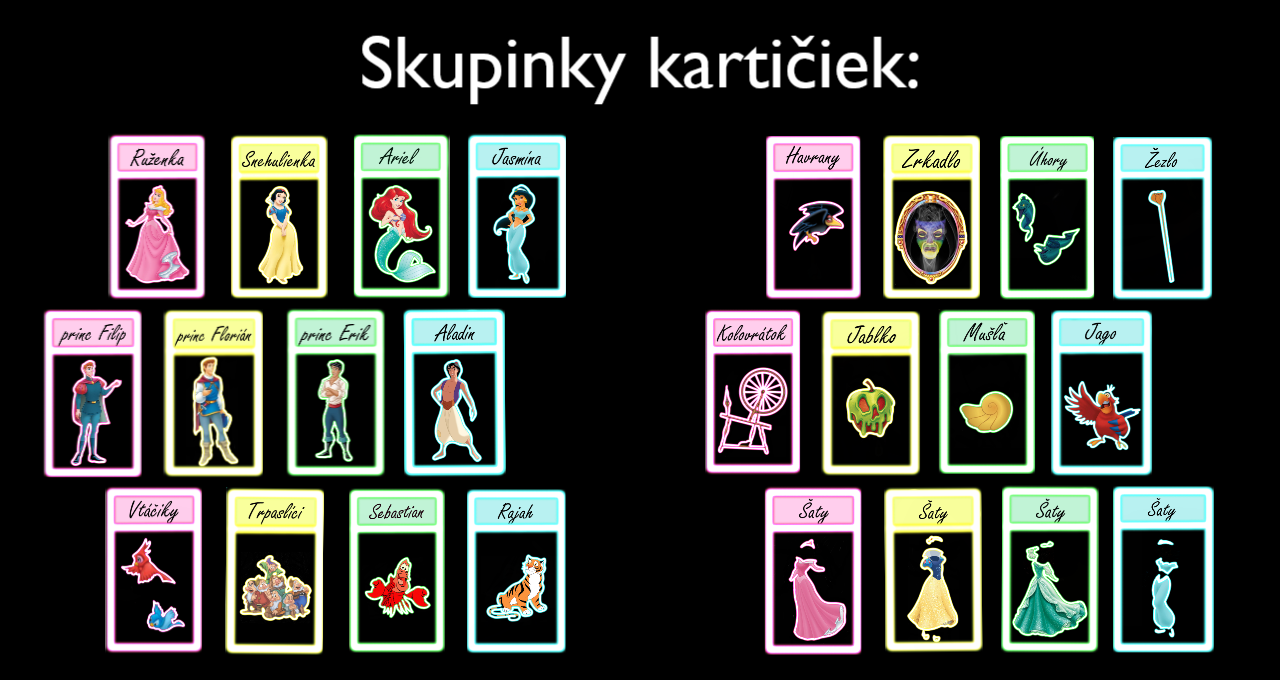 Skupinky kartičiek:
Ruženka
Snehulienka
Ariel
Jasmína
Havrany
Zrkadlo
Úhory
Žezlo
princ Filip
princ Florián
princ Erik
Aladin
Kolovrátok
Jablko
Mušľa
Jago
Vtáčiky
Trpaslíci
Sebastian
Rajah
Šaty
Šaty
Šaty
Šaty